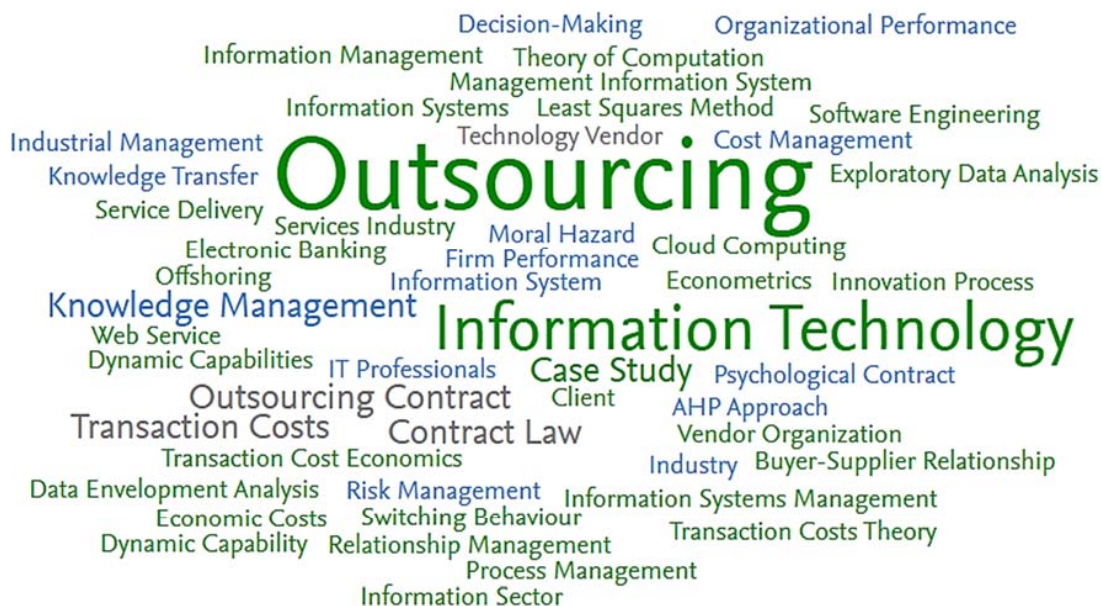 Decision-Making Organizational Performance
Information Management Theory of Computation
Management Information System
Information Systems Least Squares Method Software Engineering
Industrial Management Technology Vendor Cost Management
Outsourcing
Knowledge Transfer Exploratory Data Analysis
Service Delivery
Services Industry Moral Hazard Cloud Computing
Electronic Banking Firm Performance
Offshoring Information System Econometrics Innovation Process
Knowledge Management
Information Technology
Web Service
Dynamic Capabilities IT Professionals Case Study Psychological Contract
Outsourcing Contract Client AHP Approach
Transaction Costs Contract Law Vendor Organization
Transaction Cost Economics Industry Buyer-Supplier Relationship
Data Envelopment Analysis Risk Management Information Systems Management
Economic Costs Switching Behaviour Transaction Costs Theory
Dynamic Capability Relationship Management
Process Management
Information Sector